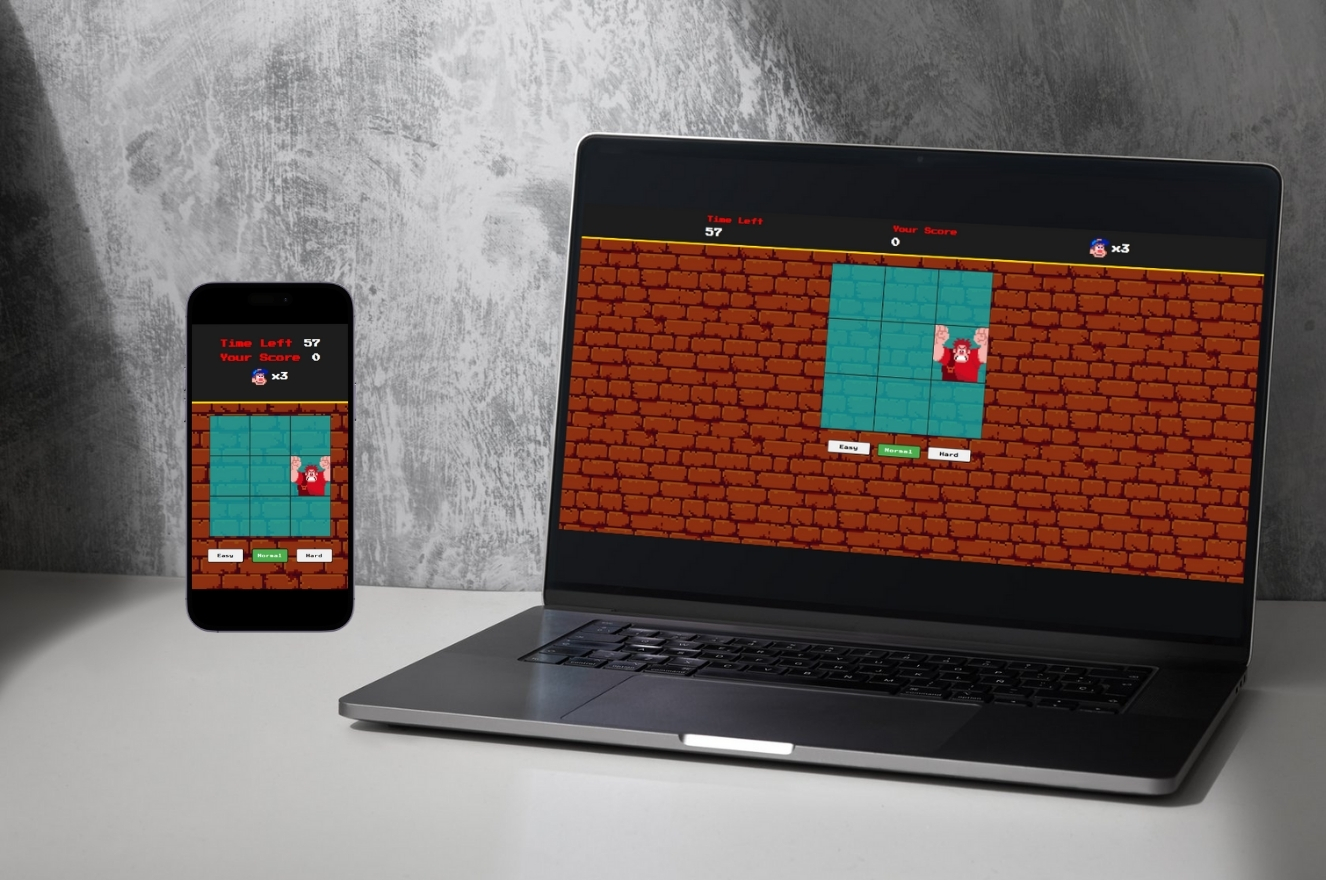 Time Left 57
Your Score 0
x3
Easy Normal Hard
Time Left
57
Your Score
0
x3
Easy Normal Hard